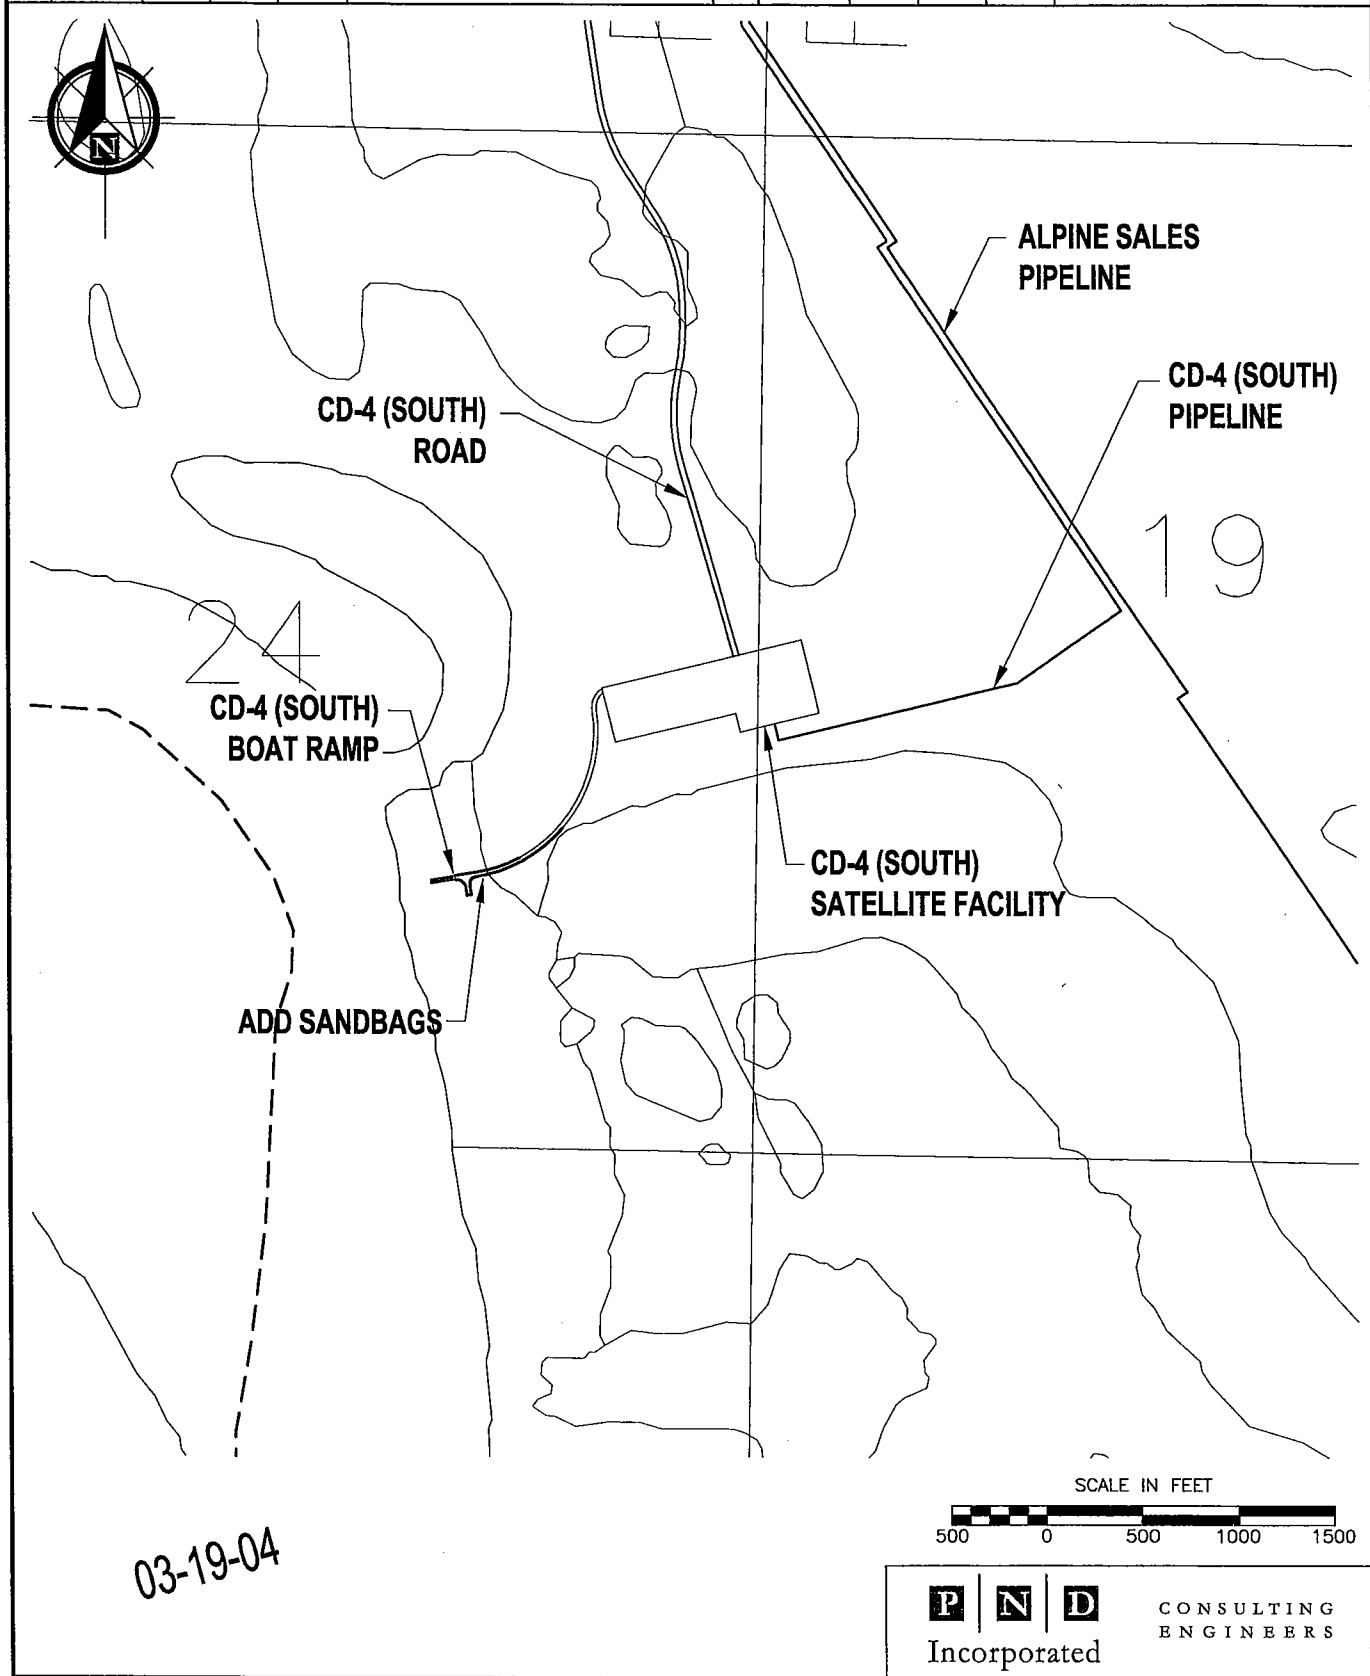 N
ALPINE SALES
PIPELINE
CD-4 (SOUTH)
PIPELINE
CD-4 (SOUTH)
ROAD
19
24
CD-4 (SOUTH)
BOAT RAMP
CD-4 (SOUTH)
SATELLITE FACILITY
ADD SANDBAGS
SCALE IN FEET
500 0 500 1000 1500
03-19-04
P N D
Incorporated
CONSULTING
ENGINEERS